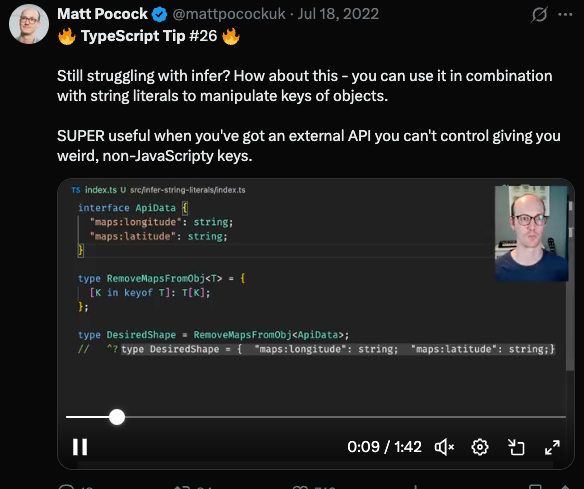 Matt Pocock @mattpocockuk · Jul 18, 2022
🔥 TypeScript Tip #26 🔥
Still struggling with infer? How about this - you can use it in combination
with string literals to manipulate keys of objects.
SUPER useful when you've got an external API you can't control giving you
weird, non-JavaScripty keys.
TS index.ts U src/infer-string-literals/index.ts
interface ApiData {
"maps:longitude": string;
"maps:latitude": string;
}
type RemoveMapsFromObj<T> = {
[K in keyof T]: T[K];
};
type DesiredShape = RemoveMapsFromObj<ApiData>;
// ^? type DesiredShape = { "maps:longitude": string; "maps:latitude": string;}
0:09 / 1:42